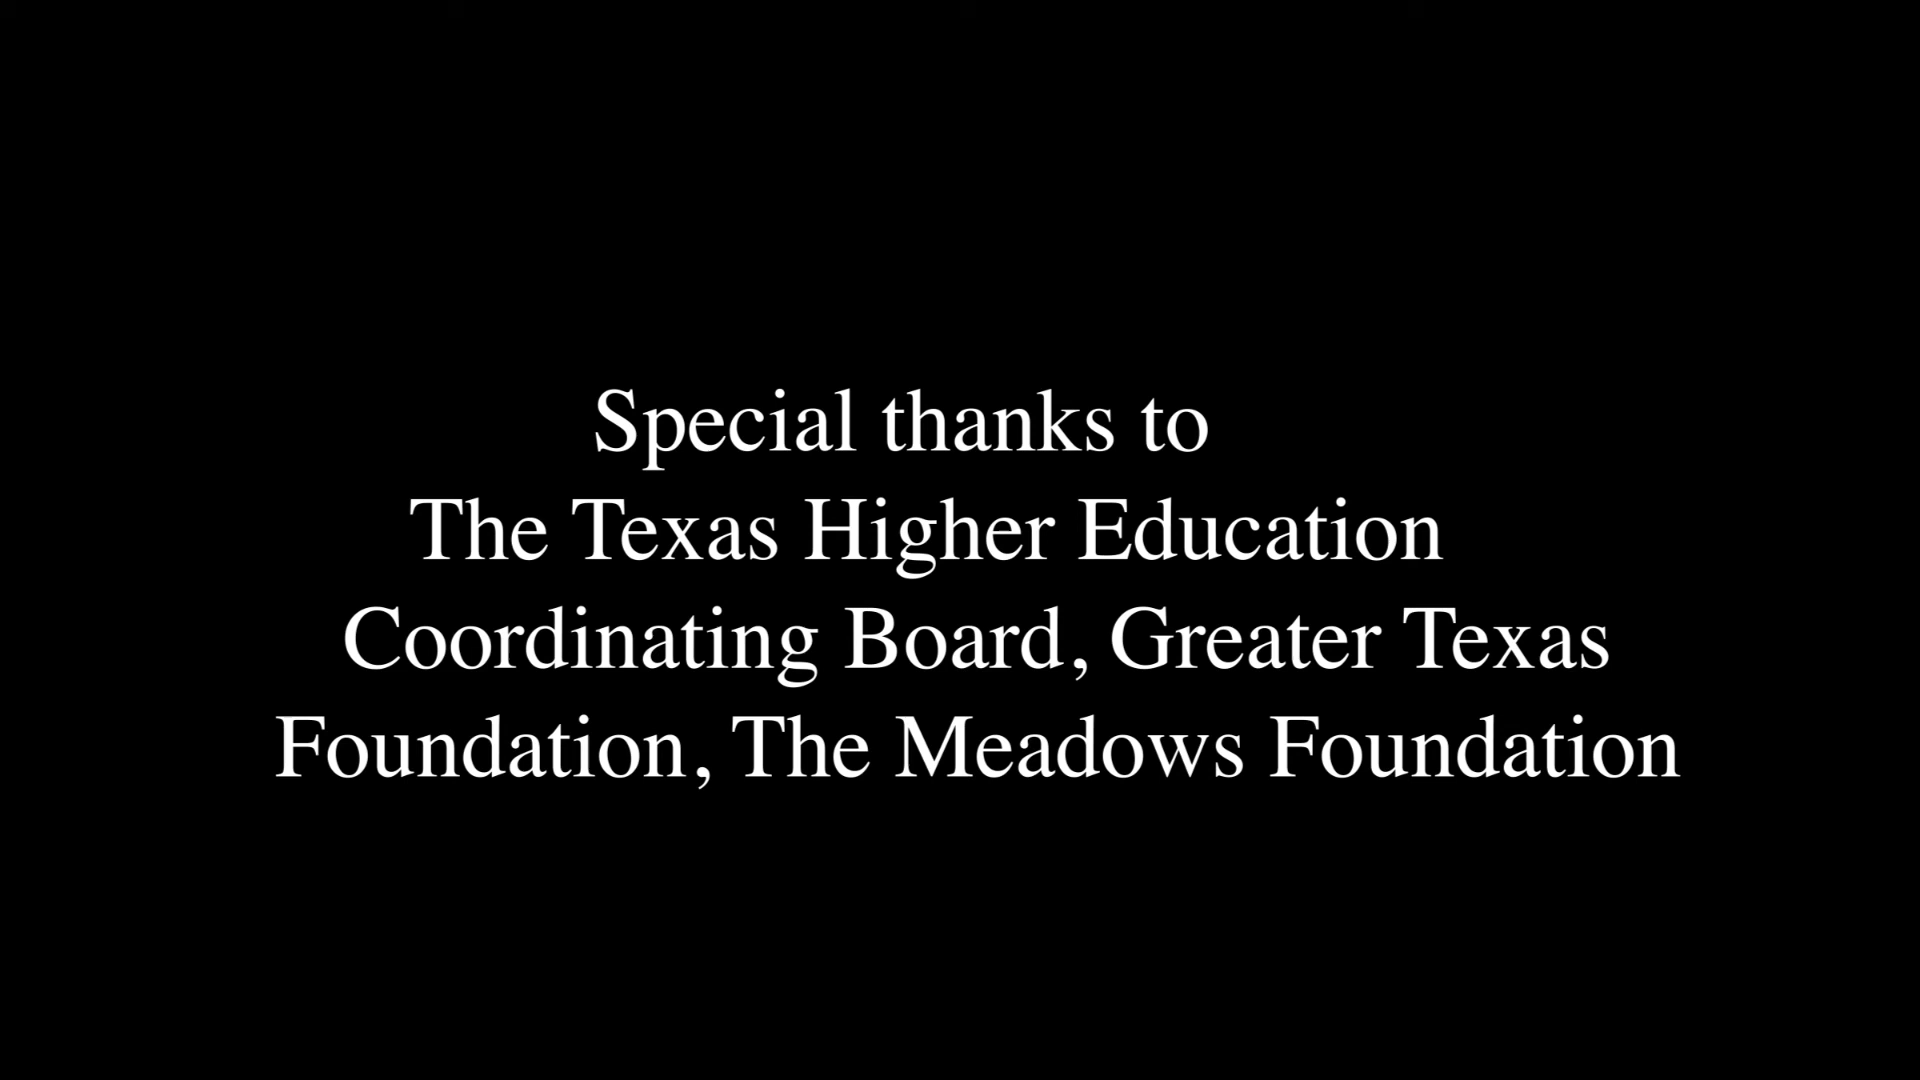 Special thanks to
The Texas Higher Education
Coordinating Board, Greater Texas
Foundation, The Meadows Foundation